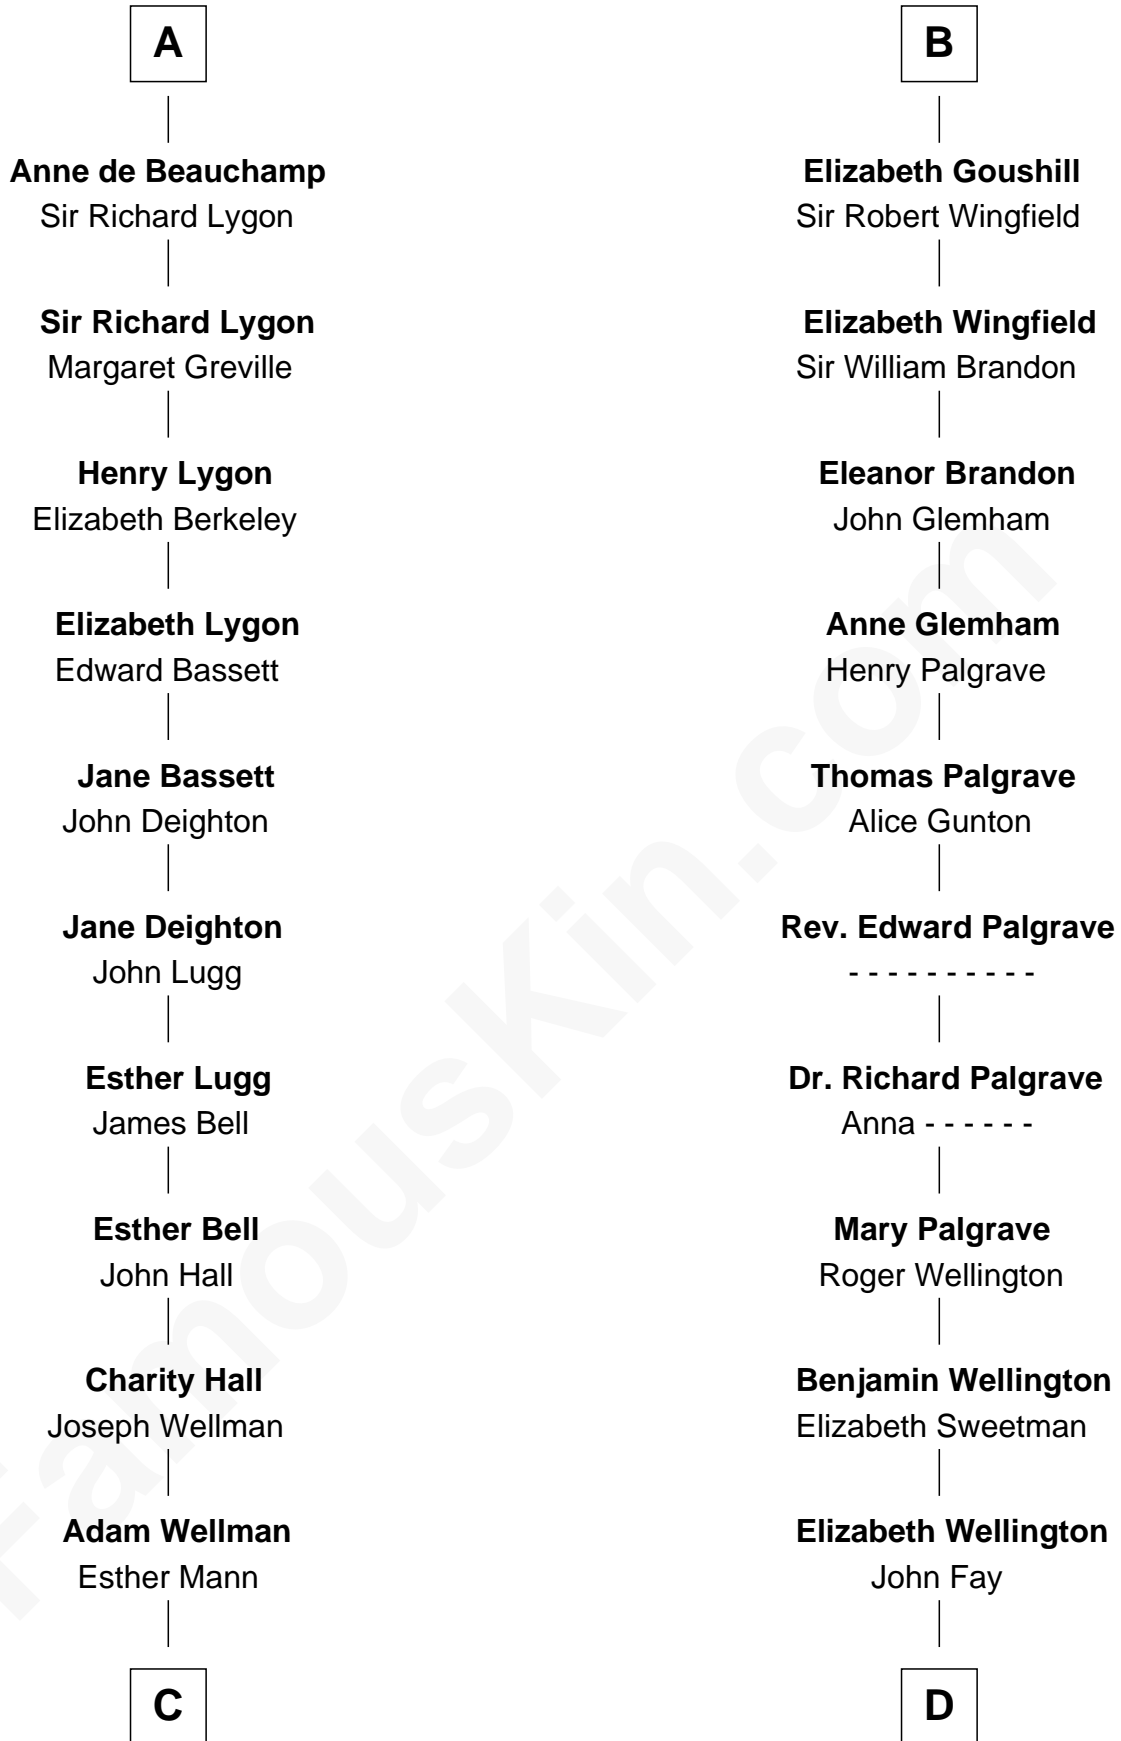 A
Anne de Beauchamp
Sir Richard Lygon
Sir Richard Lygon
Margaret Greville
Henry Lygon
Elizabeth Berkeley
Elizabeth Lygon
Edward Bassett
Jane Bassett
John Deighton
Jane Deighton
John Lugg
Esther Lugg
James Bell
Esther Bell
John Hall
Charity Hall
Joseph Wellman
Adam Wellman
Esther Mann
C
B
Elizabeth Goushill
Sir Robert Wingfield
Elizabeth Wingfield
Sir William Brandon
Eleanor Brandon
John Glemham
Anne Glemham
Henry Palgrave
Thomas Palgrave
Alice Gunton
Rev. Edward Palgrave
- - - - - - - - - -
Dr. Richard Palgrave
Anna - - - - - -
Mary Palgrave
Roger Wellington
Benjamin Wellington
Elizabeth Sweetman
Elizabeth Wellington
John Fay
D
FamousKin.com